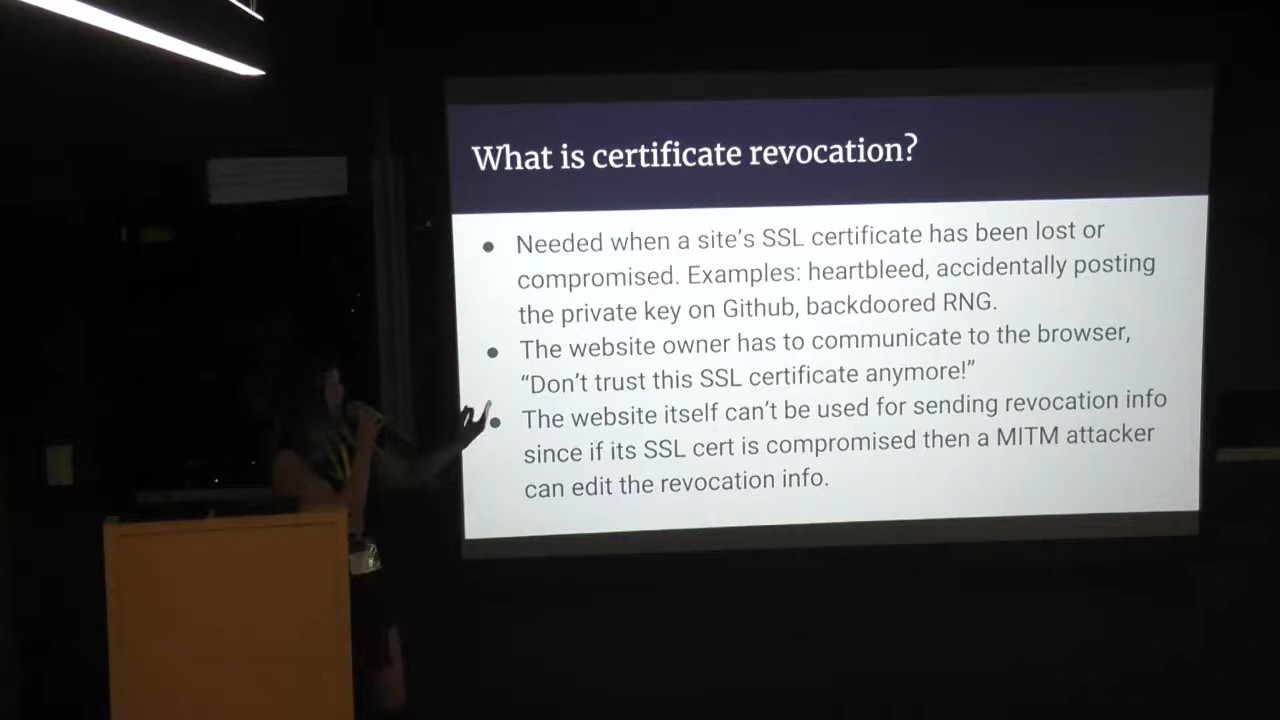 What is certificate revocation?
● Needed when a site's SSL certificate has been lost or
compromised. Examples: heartbleed, accidentally posting
the private key on Github, backdoored RNG.
● The website owner has to communicate to the browser,
“Don't trust this SSL certificate anymore!”
● The website itself can't be used for sending revocation info
since if its SSL cert is compromised then a MITM attacker
can edit the revocation info.